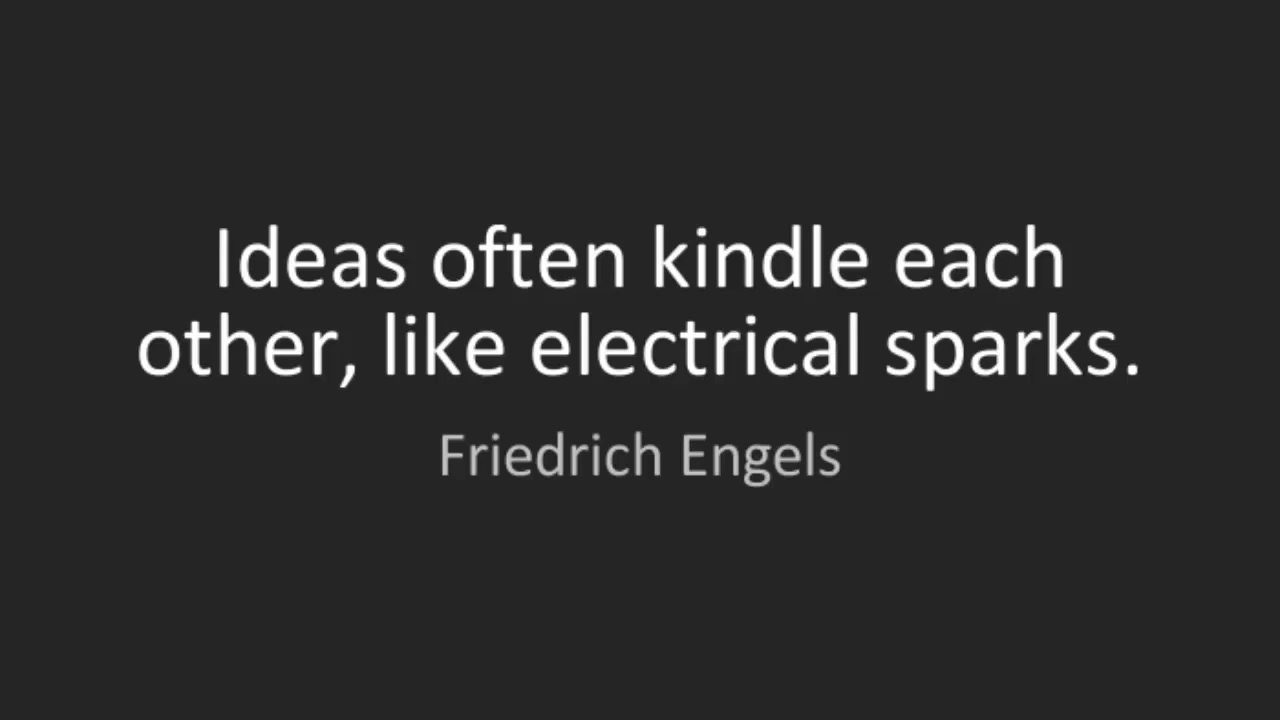 Ideas often kindle each
other, like electrical sparks.
Friedrich Engels